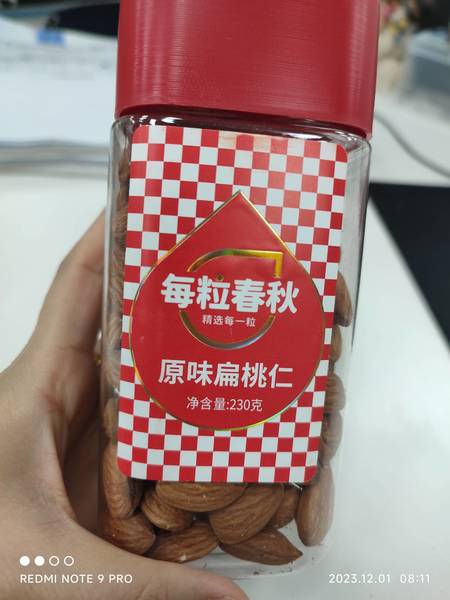 每粒春秋
精选每一粒
原味扁桃仁
净含量:230克
REDMI NOTE 9 PRO
2023.12.01 08:11